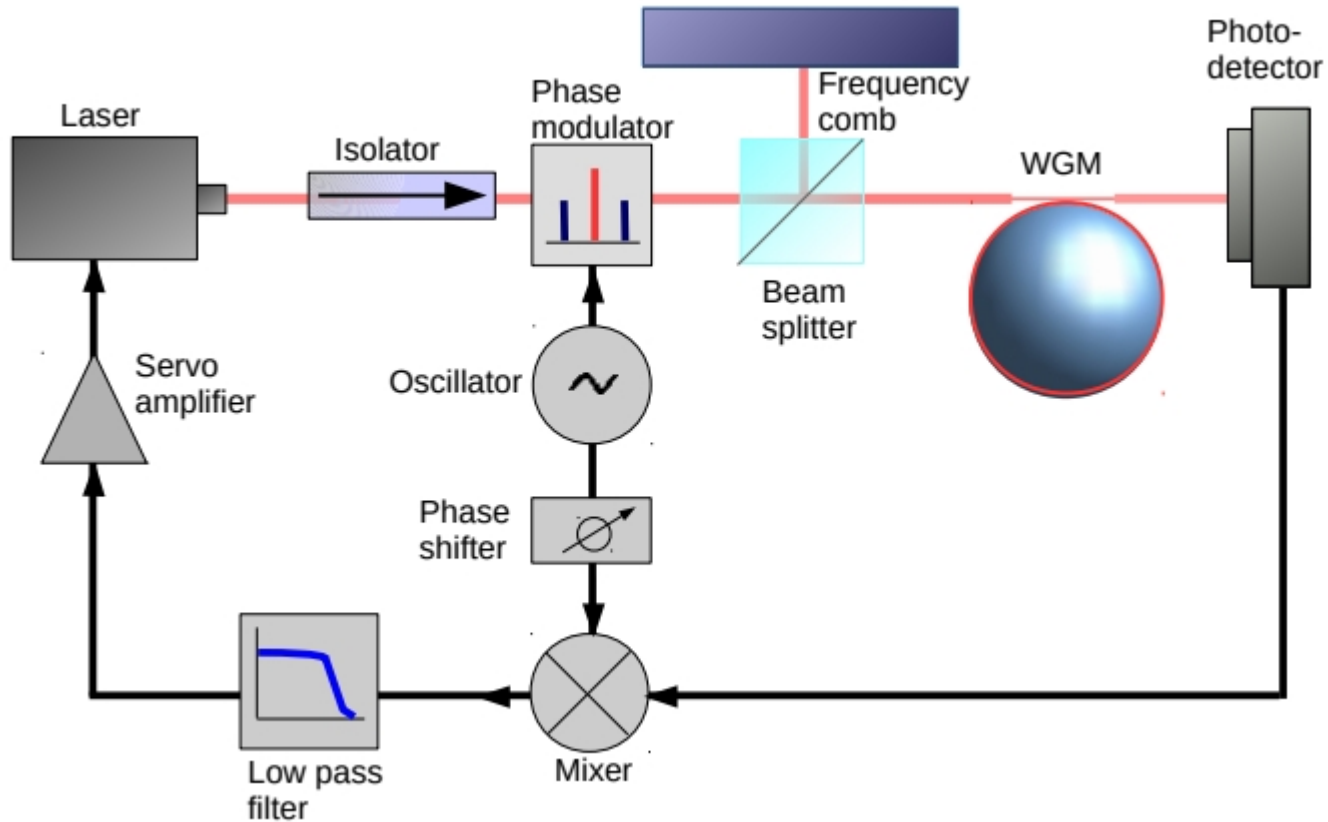 Laser
Isolator
Phase
modulator
Frequency
comb
Photo-
detector
WGM
Beam
splitter
Servo
amplifier
Oscillator
Phase
shifter
Low pass
filter
Mixer